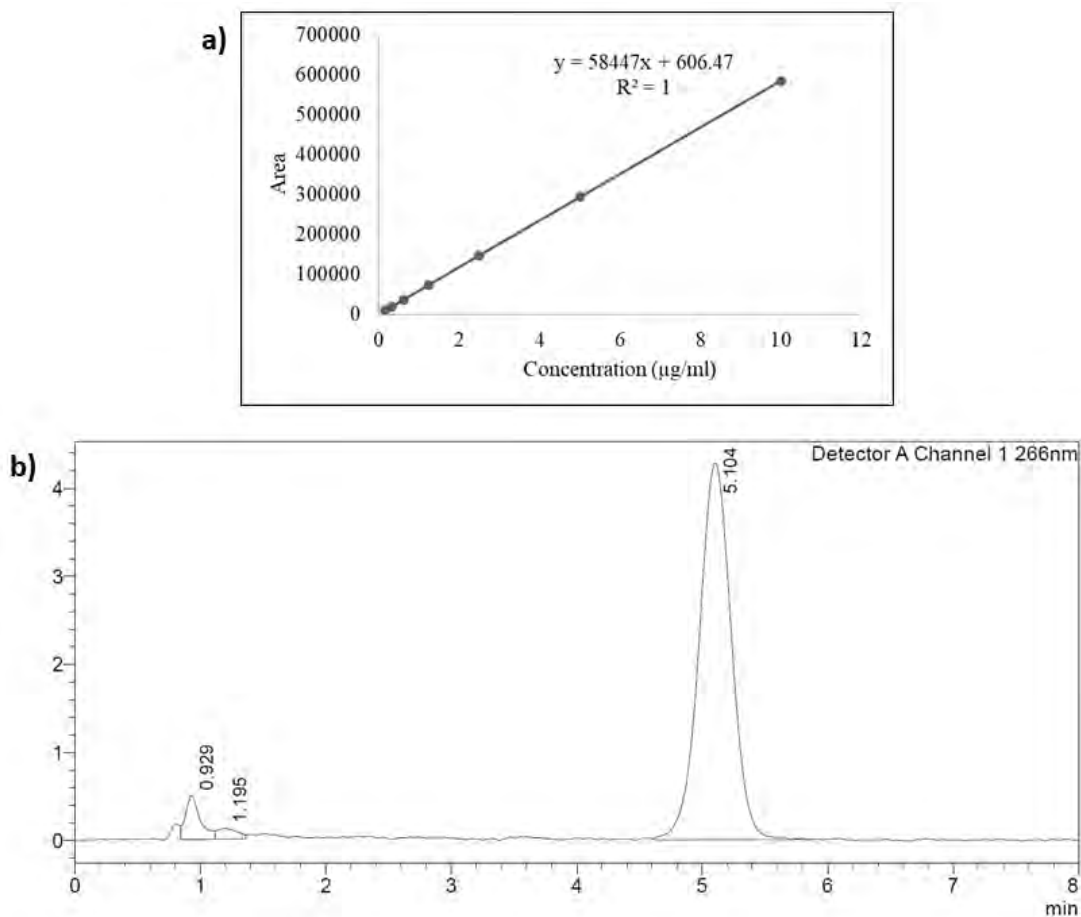 a)
700000
600000
500000
400000
300000
200000
100000
0
Area
y = 58447x + 606.47
R² = 1
0 2 4 6 8 10 12
Concentration (µg/ml)
b)
Detector A Channel 1 266nm
4
3
2
1
0
0.929
1.195
5.104
0 1 2 3 4 5 6 7 8
min